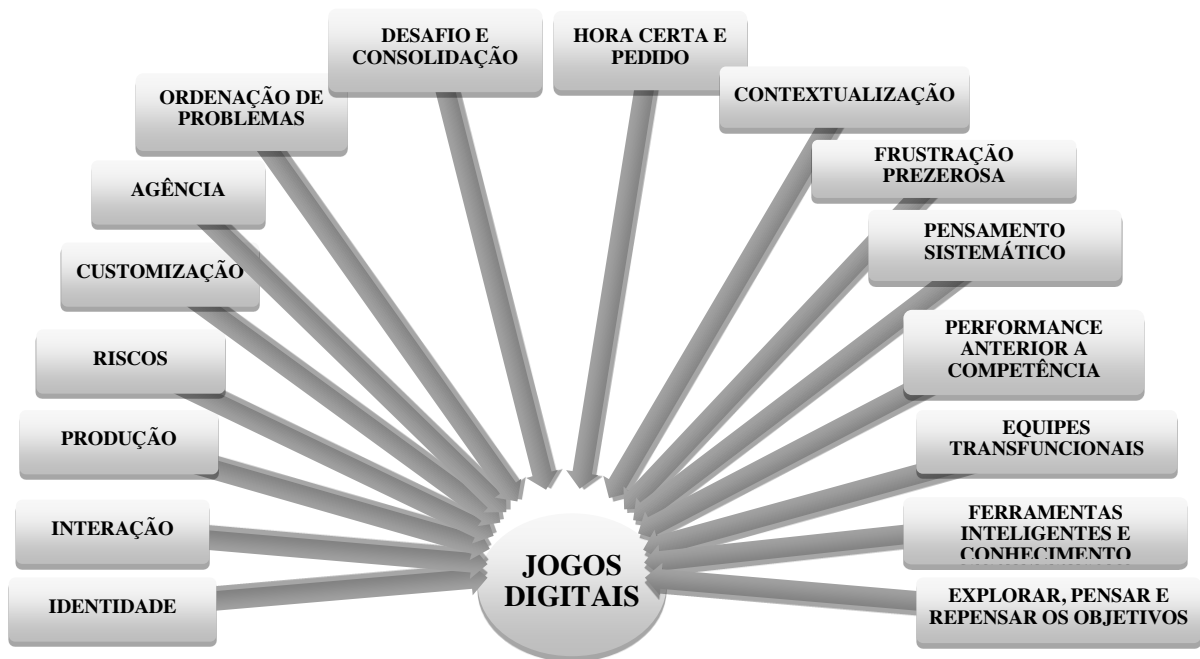 DESAFIO E
CONSOLIDAÇÃO
HORA CERTA E
PEDIDO
ORDENAÇÃO DE
PROBLEMAS
CONTEXTUALIZAÇÃO
AGÊNCIA
FRUSTRAÇÃO
PREZEROSA
CUSTOMIZAÇÃO
PENSAMENTO
SISTEMÁTICO
RISCOS
PERFORMANCE
ANTERIOR A
COMPETÊNCIA
PRODUÇÃO
EQUIPES
TRANSFUNCIONAIS
INTERAÇÃO
FERRAMENTAS
INTELIGENTES E
CONHECIMENTO
IDENTIDADE
EXPLORAR, PENSAR E
REPENSAR OS OBJETIVOS
JOGOS
DIGITAIS